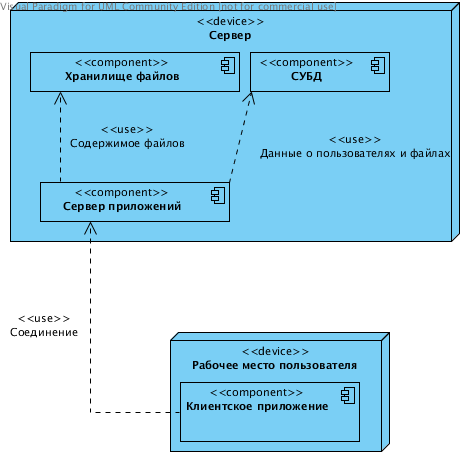 Visual Paradigm for UML Community Edition [not for commercial use]
<<device>>
Сервер
<<component>>
Хранилище файлов
<<component>>
СУБД
<<use>>
Содержимое файлов
<<use>>
Данные о пользователях и файлах
<<component>>
Сервер приложений
<<use>>
Соединение
<<device>>
Рабочее место пользователя
<<component>>
Клиентское приложение